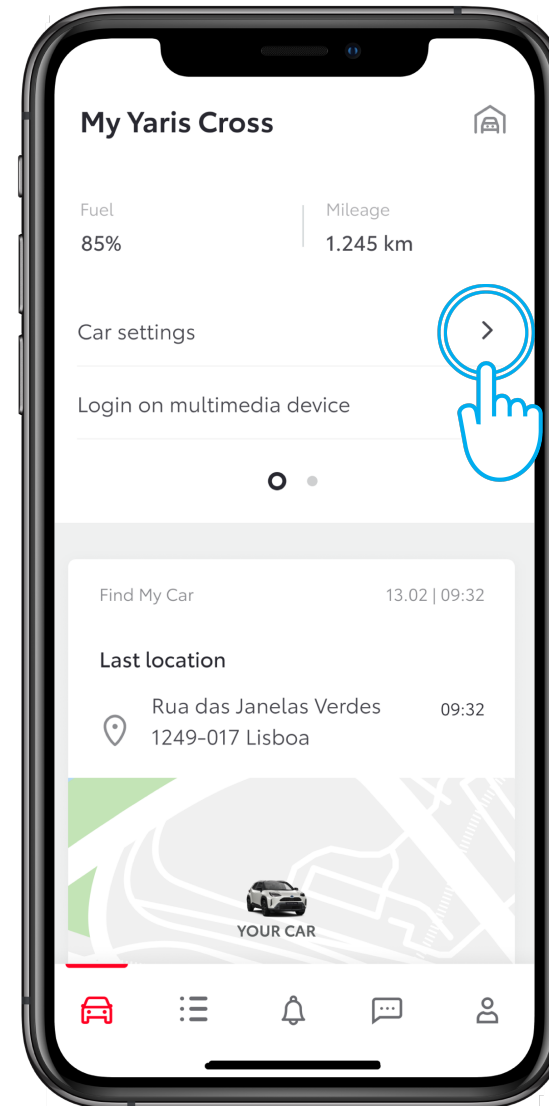 My Yaris Cross
Fuel
Mileage
85%
1.245 km
Car settings
Login on multimedia device
Find My Car
13.02 | 09:32
Last location
Rua das Janelas Verdes
09:32
1249-017 Lisboa
YOUR CAR